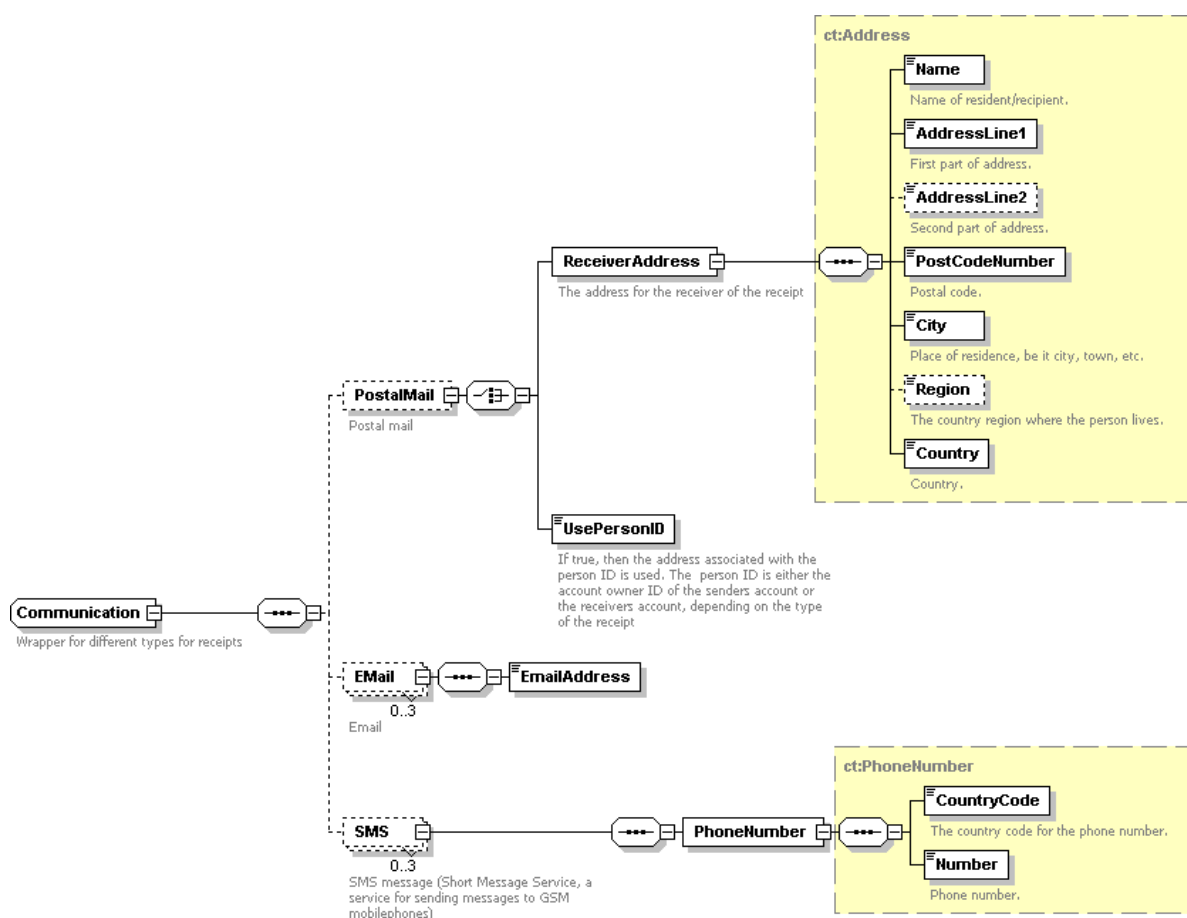 ct:Address
Name
Name of resident/recipient.
AddressLine1
First part of address.
AddressLine2
Second part of address.
ReceiverAddress
The address for the receiver of the receipt
PostCodeNumber
Postal code.
City
Place of residence, be it city, town, etc.
PostalMail
Postal mail
Region
The country region where the person lives.
Country
Country.
UsePersonID
If true, then the address associated with the
person ID is used. The  person ID is either the
account owner ID of the senders account or
the receivers account, depending on the type
of the receipt
Communication
Wrapper for different types for receipts
EMail
0..3
Email
EmailAddress
ct:PhoneNumber
SMS
0..3
SMS message (Short Message Service, a
service for sending messages to GSM
mobilephones)
PhoneNumber
CountryCode
The country code for the phone number.
Number
Phone number.